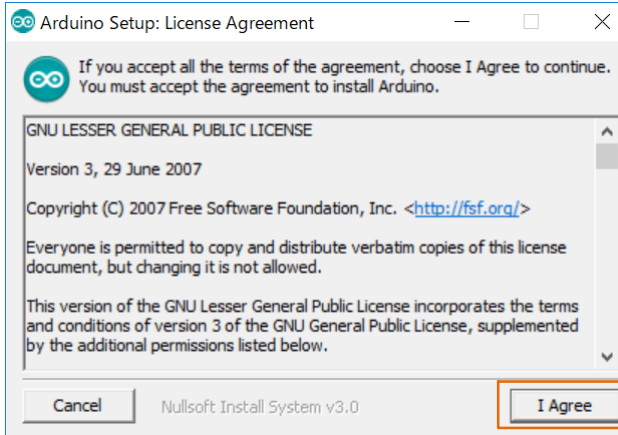 Arduino Setup: License Agreement
If you accept all the terms of the agreement, choose I Agree to continue.
You must accept the agreement to install Arduino.
GNU LESSER GENERAL PUBLIC LICENSE
Version 3, 29 June 2007
Copyright (C) 2007 Free Software Foundation, Inc. <http://fsf.org/>
Everyone is permitted to copy and distribute verbatim copies of this license
document, but changing it is not allowed.
This version of the GNU Lesser General Public License incorporates the terms
and conditions of version 3 of the GNU General Public License, supplemented
by the additional permissions listed below.
Cancel
Nullsoft Install System v3.0
I Agree